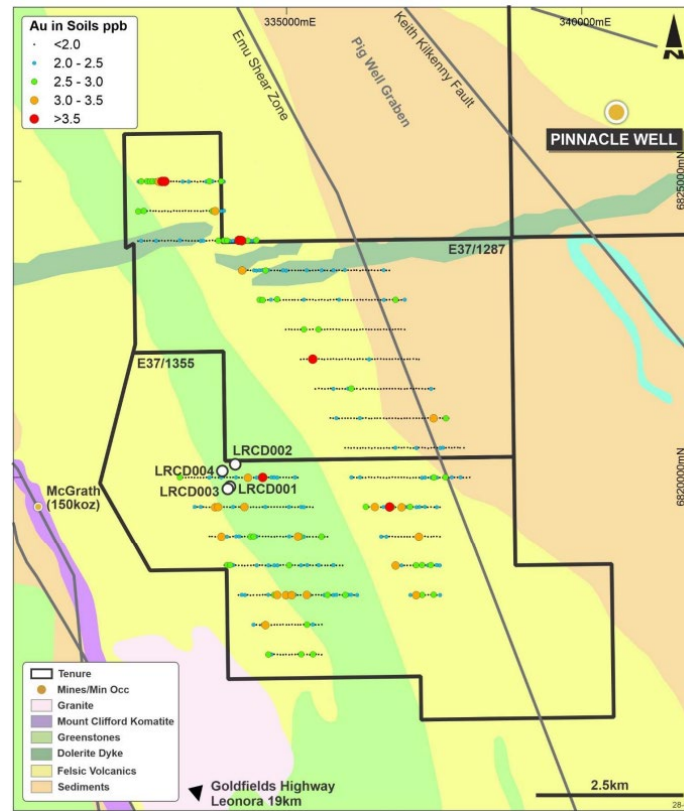 335000mE
340000mE
Au in Soils ppb
<2.0
2.0 - 2.5
2.5 - 3.0
3.0 - 3.5
>3.5
Emu Shear Zone
Pig Well Graben
Keith Kilkenny Fault
N
PINNACLE WELL
6825000mN
E37/1287
E37/1355
LRCD002
LRCD004
LRCD001
LRCD003
McGrath
(150koz)
6820000mN
Tenure
Mines/Min Occ
Granite
Mount Clifford Komatite
Greenstones
Dolerite Dyke
Felsic Volcanics
Sediments
Goldfields Highway
Leonora 19km
2.5km